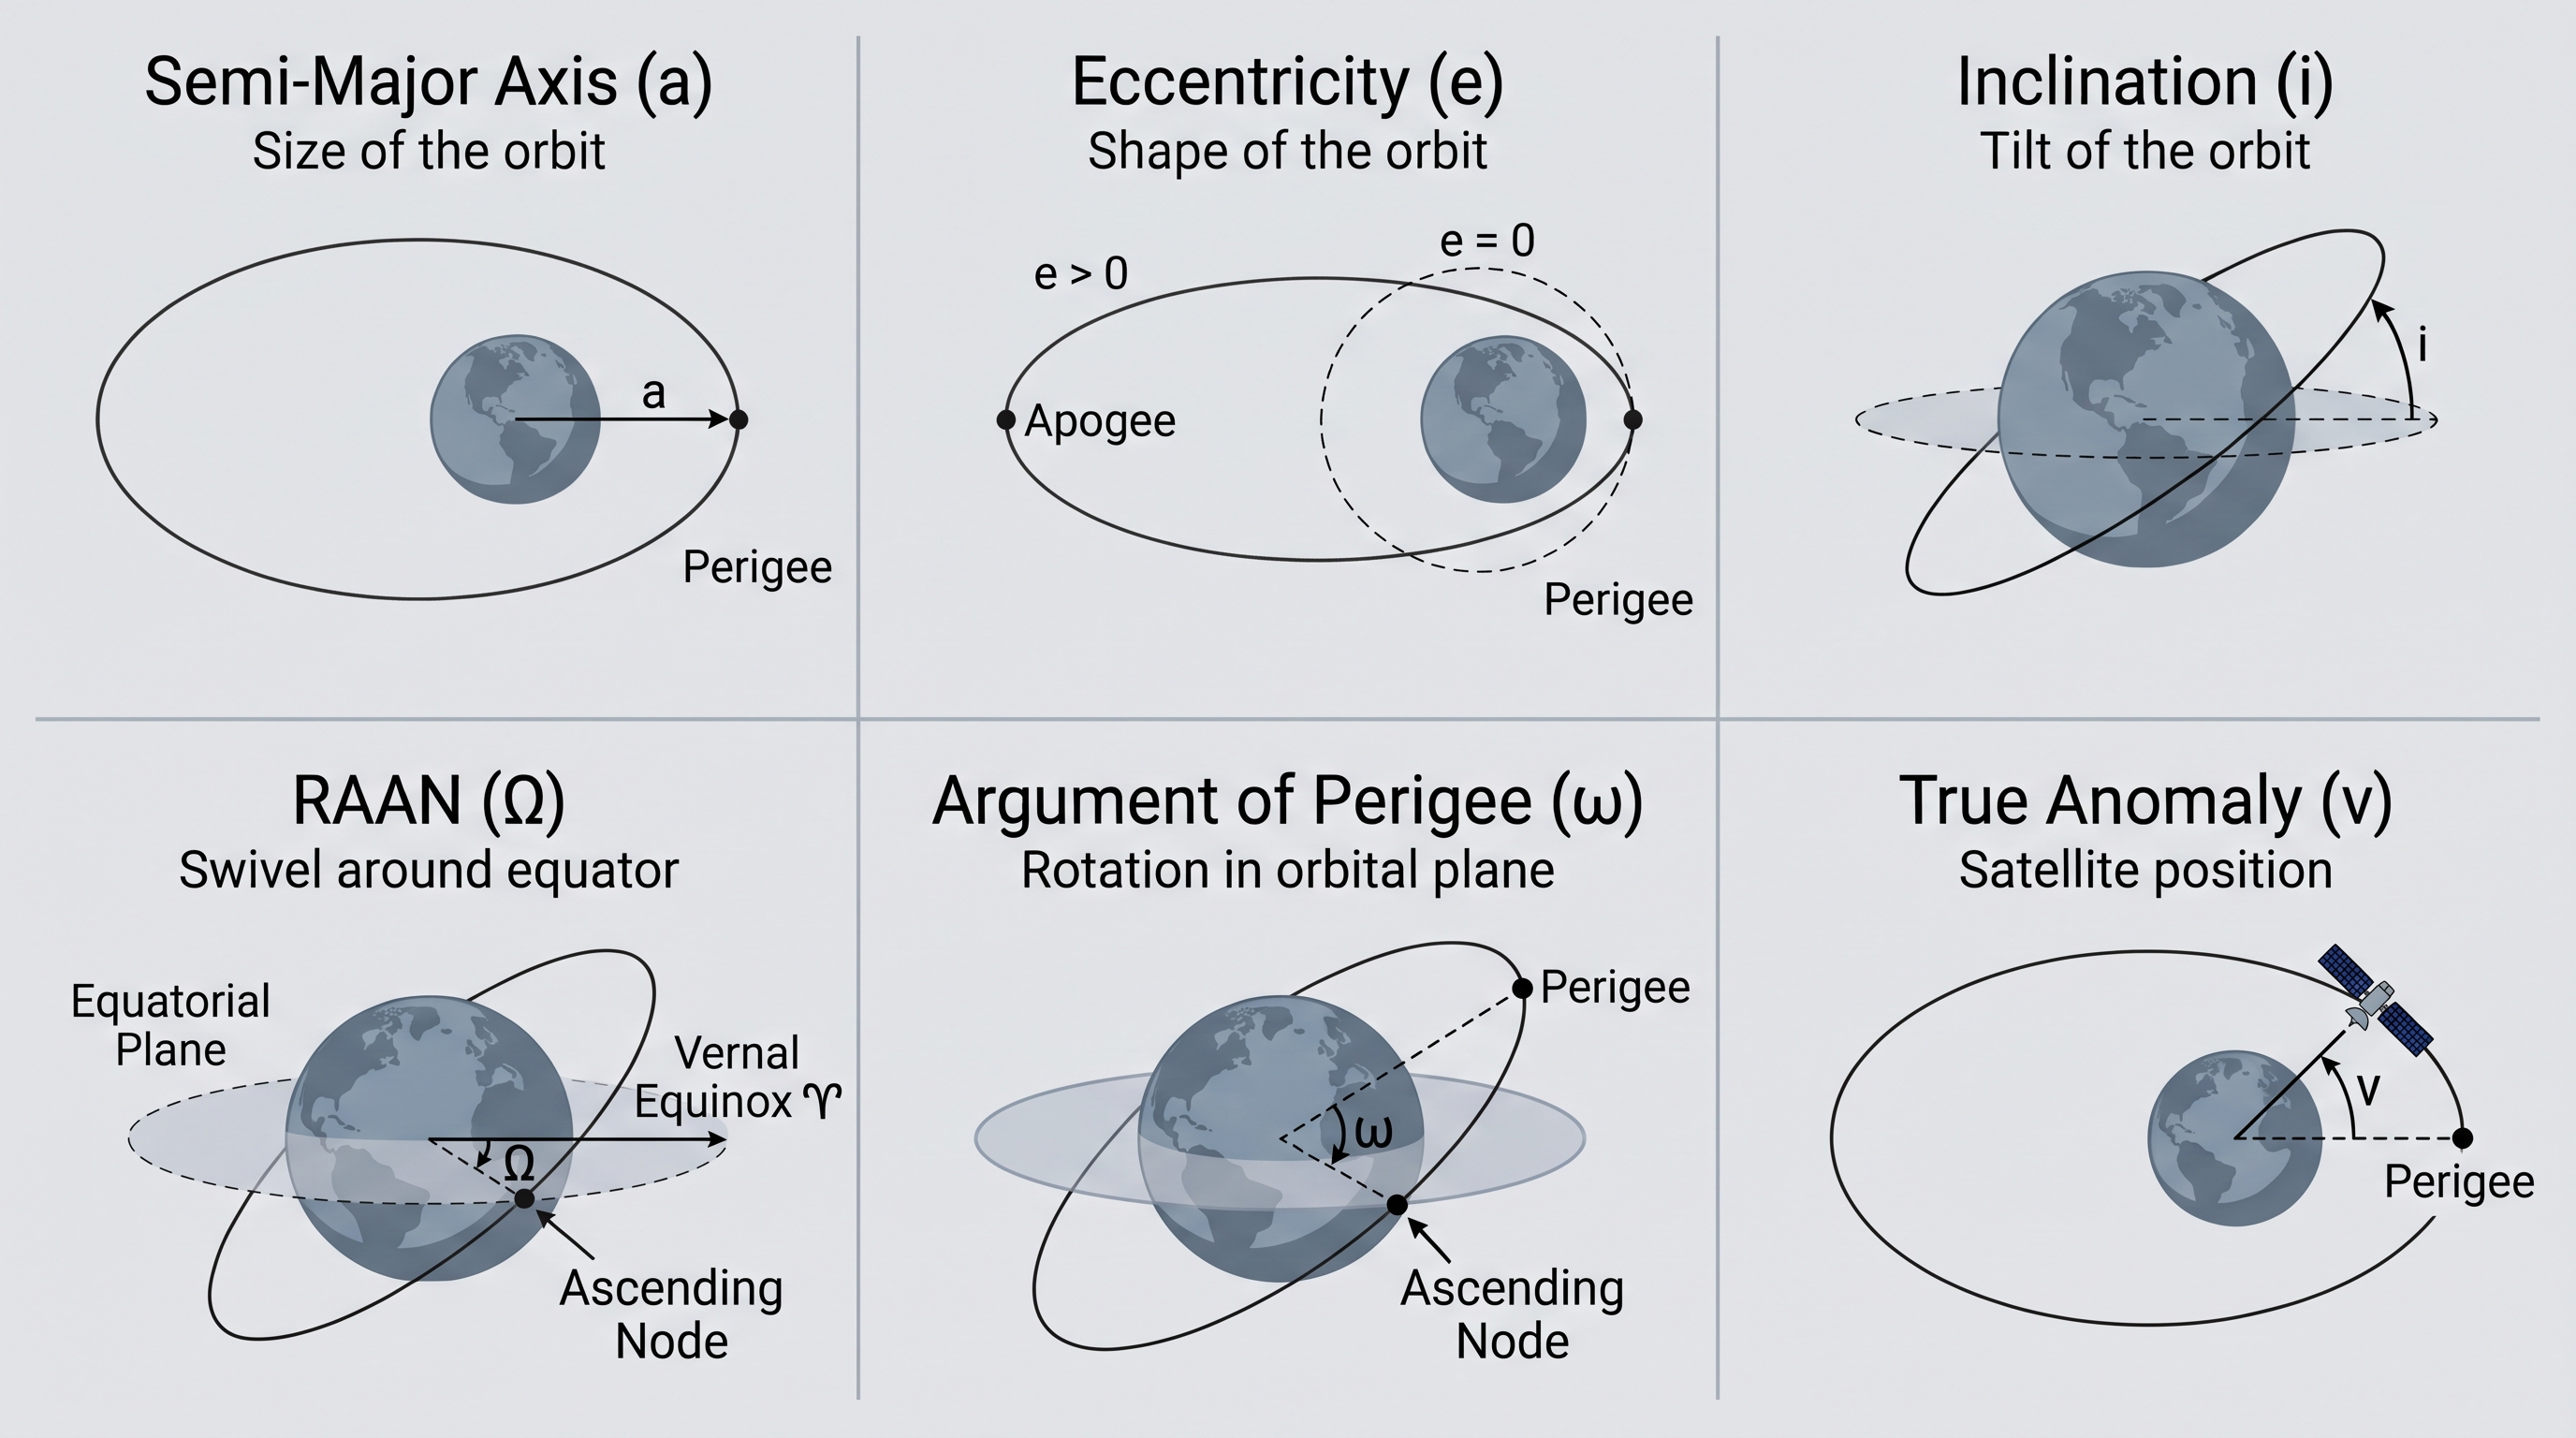 Semi-Major Axis (a)
Size of the orbit
a
Perigee
Eccentricity (e)
Shape of the orbit
e > 0
e = 0
Apogee
Perigee
Inclination (i)
Tilt of the orbit
i
RAAN (Ω)
Swivel around equator
Equatorial
Plane
Vernal
Equinox ♈︎
Ω
Ascending
Node
Argument of Perigee (ω)
Rotation in orbital plane
Perigee
ω
Ascending
Node
True Anomaly (v)
Satellite position
v
Perigee